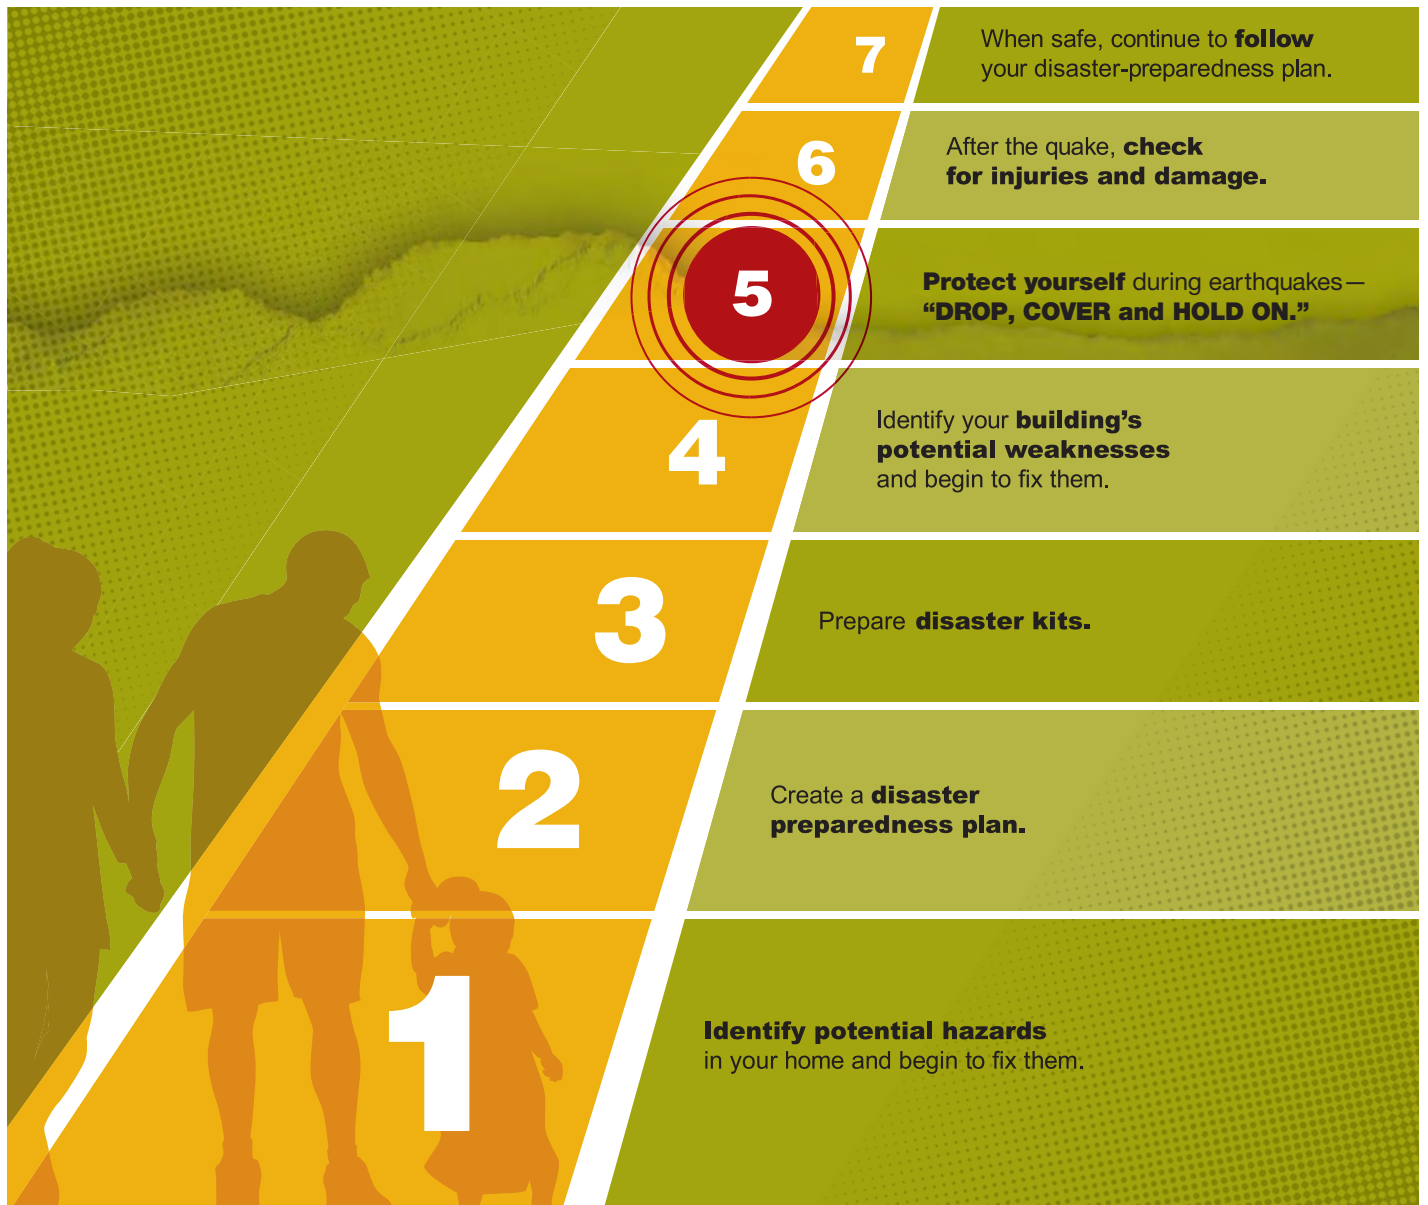 7
When safe, continue to follow
your disaster-preparedness plan.
6
After the quake, check
for injuries and damage.
5
Protect yourself during earthquakes—
“DROP, COVER and HOLD ON.”
4
Identify your building’s
potential weaknesses
and begin to fix them.
3
Prepare disaster kits.
2
Create a disaster
preparedness plan.
1
Identify potential hazards
in your home and begin to fix them.